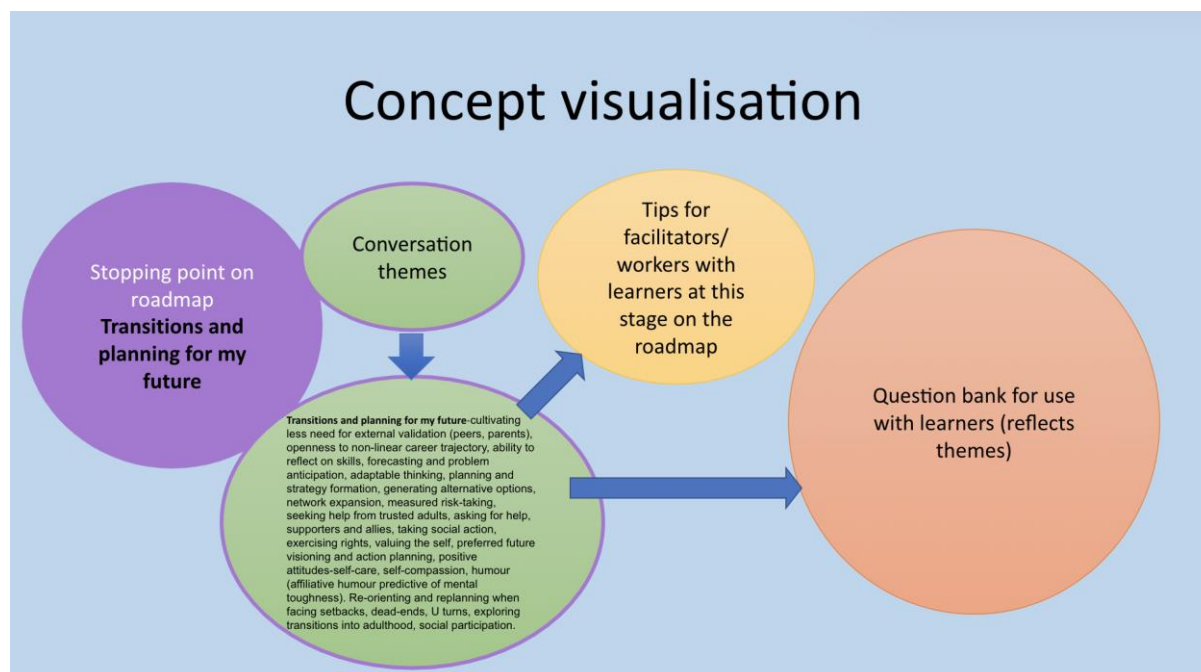 Concept visualisation
Stopping point on
roadmap
Transitions and
planning for my
future
Conversation
themes
Transitions and planning for my future-cultivating
less need for external validation (peers, parents),
openness to non-linear career trajectory, ability to
reflect on skills, forecasting and problem
anticipation, adaptable thinking, planning and
strategy formation, generating alternative options,
network expansion, measured risk-taking,
seeking help from trusted adults, asking for help,
supporters and allies, taking social action,
exercising rights, valuing the self, preferred future
visioning and action planning, positive
attitudes-self-care, self-compassion, humour
(affiliative humour predictive of mental
toughness). Re-orienting and replanning when
facing setbacks, dead-ends, U turns, exploring
transitions into adulthood, social participation.
Tips for
facilitators/
workers with
learners at this
stage on the
roadmap
Question bank for use
with learners (reflects
themes)